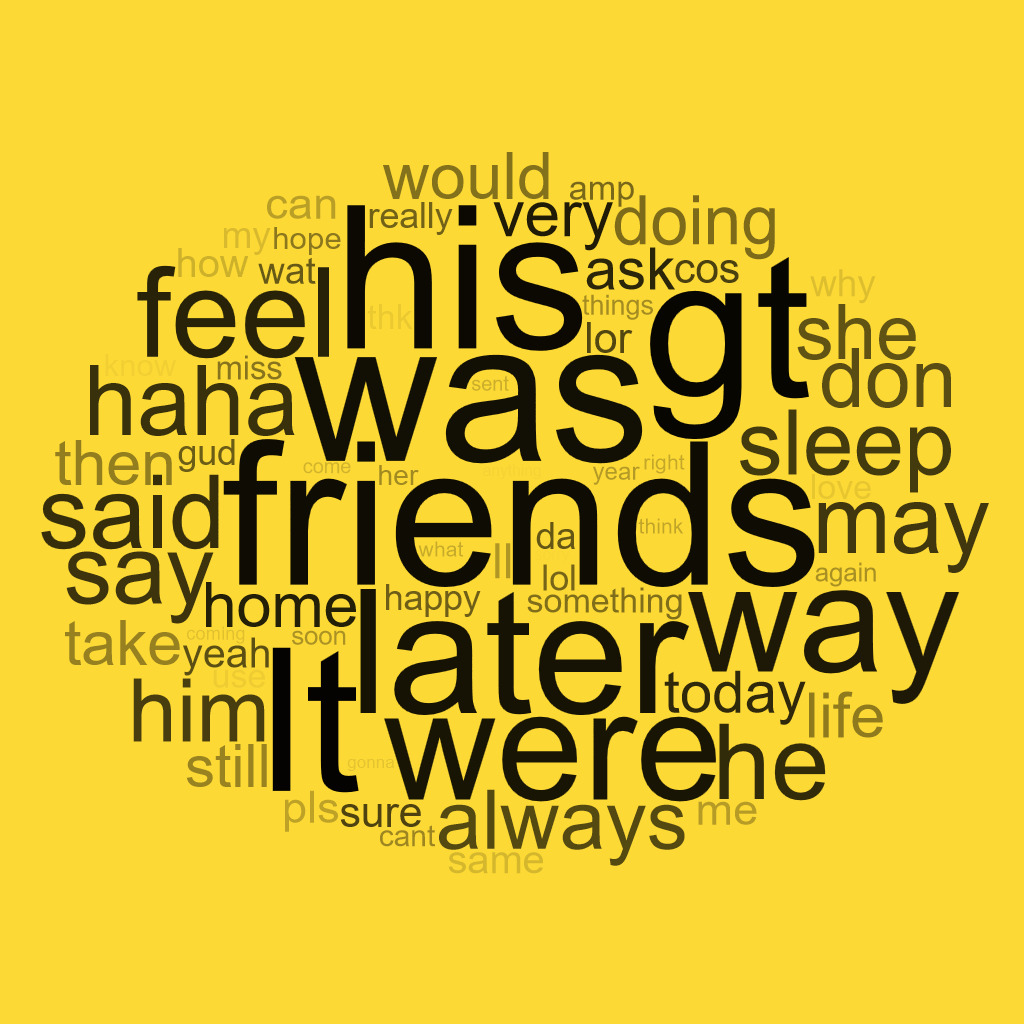 would
amp
can
really
very
doing
my
hope
his
how
wat
ask
cos
why
feel
thk
things
gt
lor
she
know
miss
was
sent
don
haha
then
gud
come
her
anything
year
right
sleep
love
said
friends
think
may
what
ll
da
say
lol
again
home
happy
something
way
take
coming
soon
yeah
use
later
today
him
lt
were
life
still
gonna
he
pls
sure
cant
always
me
same